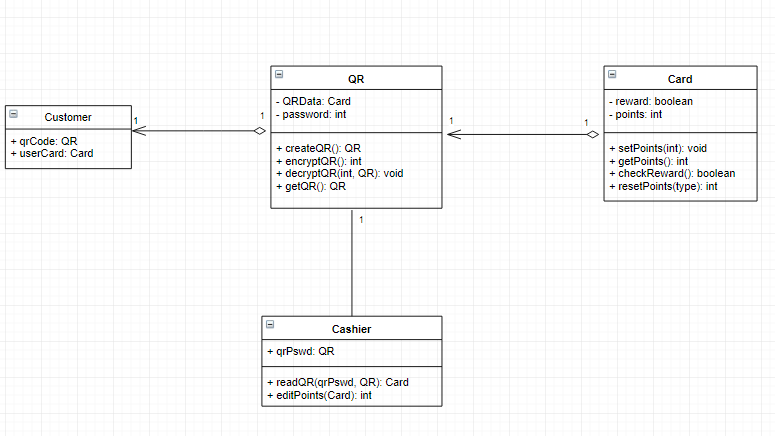 Customer
+ qrCode: QR
+ userCard: Card
1
1
QR
- QRData: Card
- password: int
+ createQR(): QR
+ encryptQR(): int
+ decryptQR(int, QR): void
+ getQR(): QR
1
1
Card
- reward: boolean
- points: int
+ setPoints(int): void
+ getPoints(): int
+ checkReward(): boolean
+ resetPoints(type): int
1
Cashier
+ qrPswd: QR
+ readQR(qrPswd, QR): Card
+ editPoints(Card): int